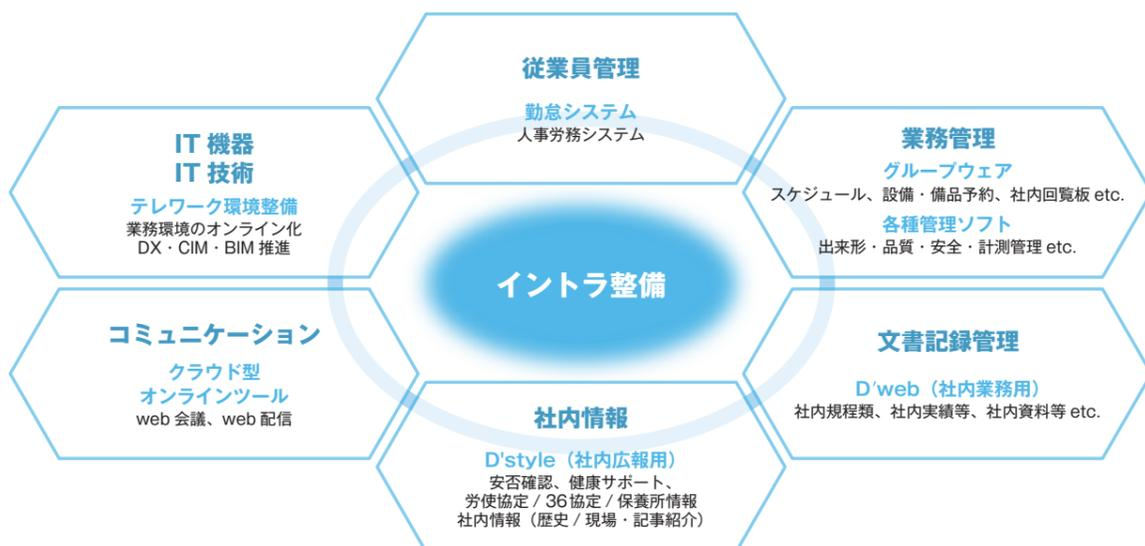 従業員管理
勤怠システム
人事労務システム
IT 機器
IT 技術
テレワーク環境整備
業務環境のオンライン化
DX・CIM・BIM 推進
業務管理
グループウェア
スケジュール、設備・備品予約、社内回覧板 etc.
各種管理ソフト
出来形・品質・安全・計測管理 etc.
イントラ整備
コミュニケーション
クラウド型
オンラインツール
web 会議、web 配信
文書記録管理
D'web（社内業務用）
社内規程類、社内実績等、社内資料等 etc.
社内情報
D'style（社内広報用）
安否確認、健康サポート、
労使協定 / 36協定 / 保養所情報
社内情報（歴史 / 現場・記事紹介）